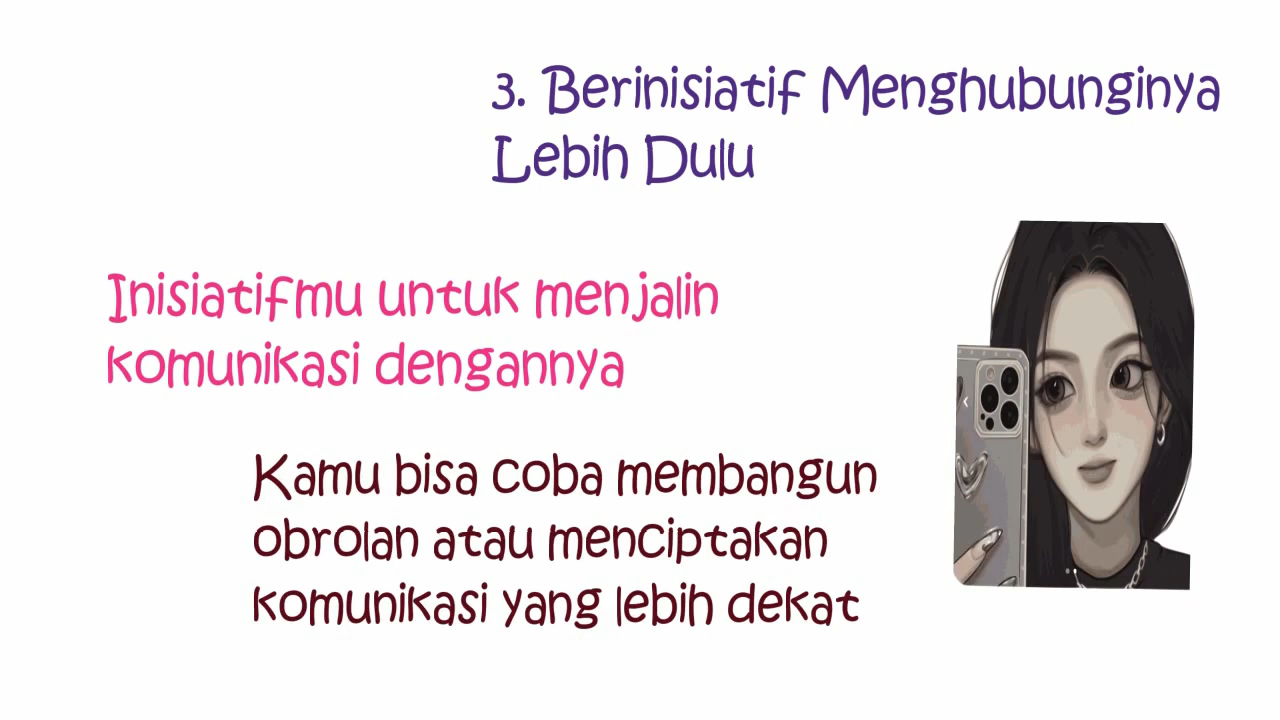 3. Berinisiatif Menghubunginya
Lebih Dulu
Inisiatifmu untuk menjalin
komunikasi dengannya
Kamu bisa coba membangun
obrolan atau menciptakan
komunikasi yang lebih dekat